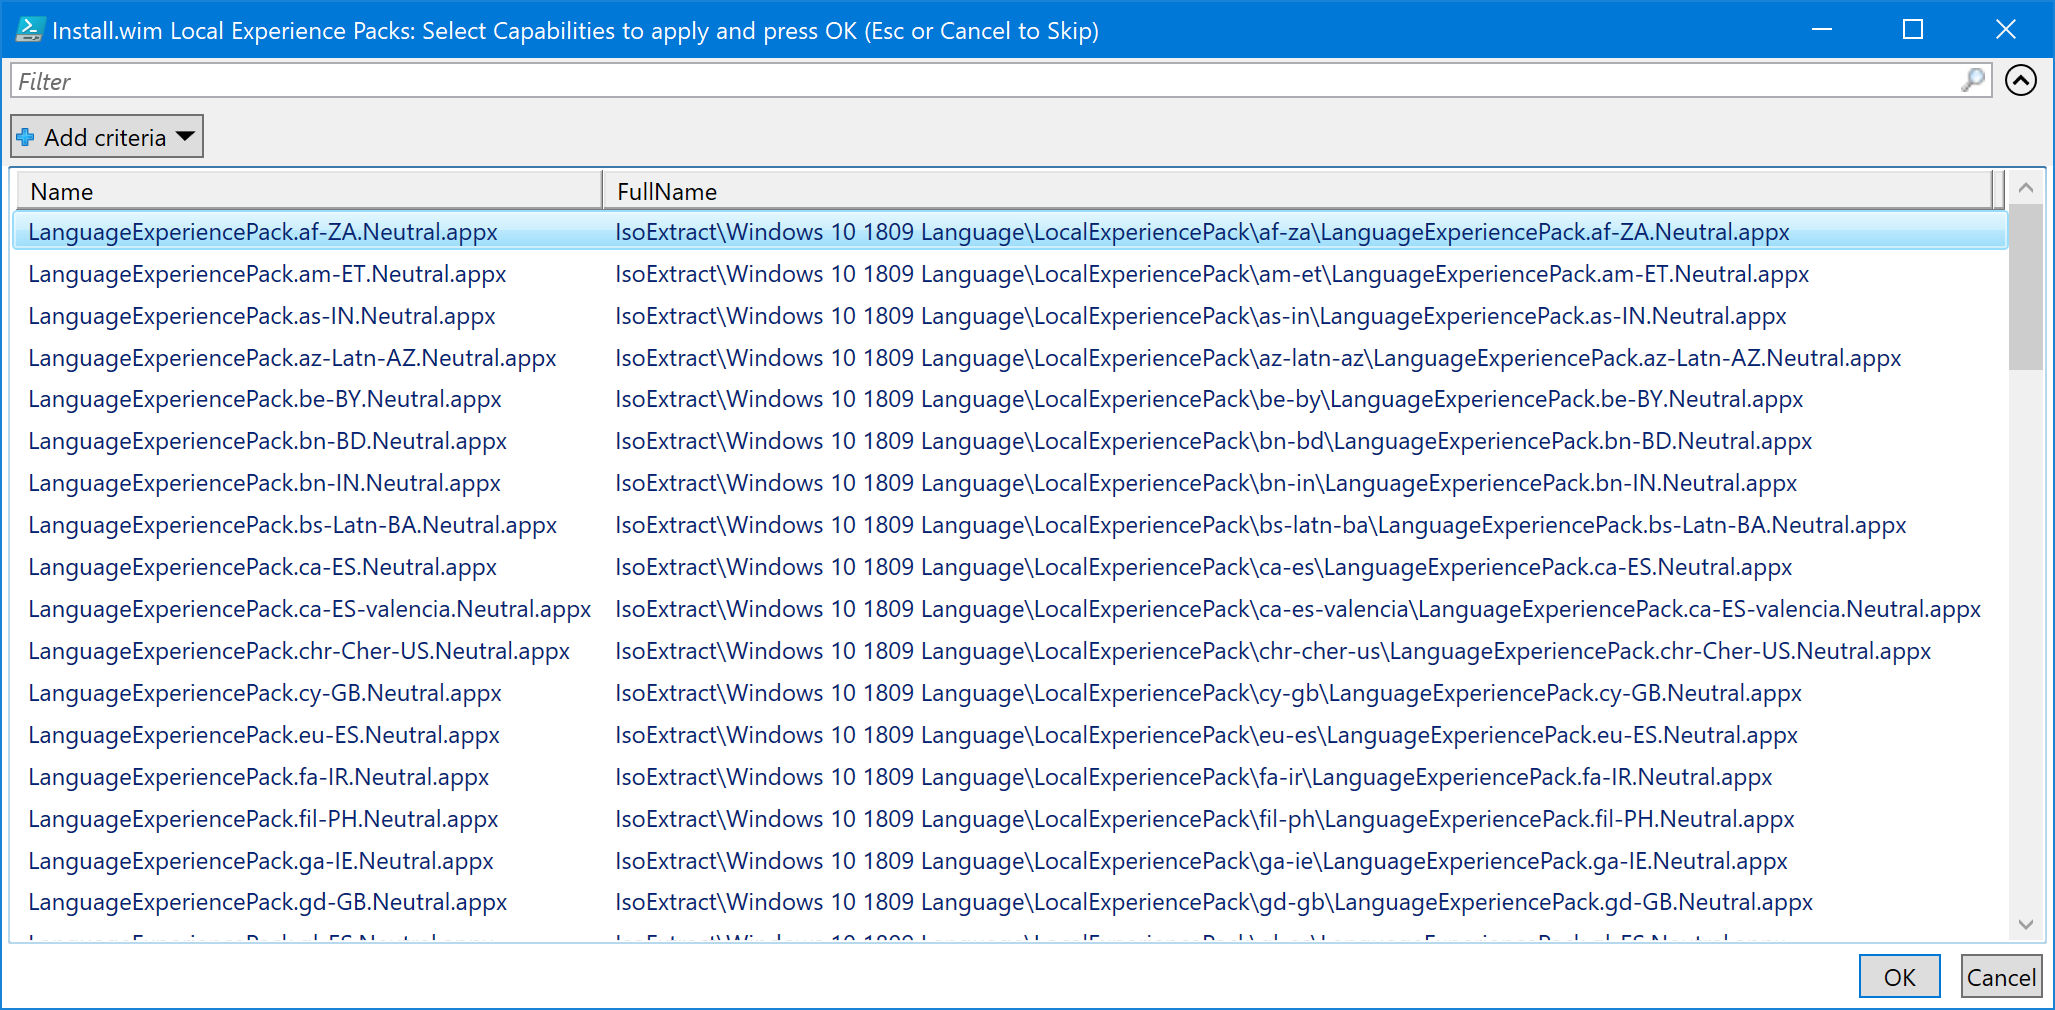 Install.wim Local Experience Packs: Select Capabilities to apply and press OK (Esc or Cancel to Skip)
Filter
Add criteria
Name FullName
LanguageExperiencePack.af-ZA.Neutral.appx IsoExtract\Windows 10 1809 Language\LocalExperiencePack\af-za\LanguageExperiencePack.af-ZA.Neutral.appx
LanguageExperiencePack.am-ET.Neutral.appx IsoExtract\Windows 10 1809 Language\LocalExperiencePack\am-et\LanguageExperiencePack.am-ET.Neutral.appx
LanguageExperiencePack.as-IN.Neutral.appx IsoExtract\Windows 10 1809 Language\LocalExperiencePack\as-in\LanguageExperiencePack.as-IN.Neutral.appx
LanguageExperiencePack.az-Latn-AZ.Neutral.appx IsoExtract\Windows 10 1809 Language\LocalExperiencePack\az-latn-az\LanguageExperiencePack.az-Latn-AZ.Neutral.appx
LanguageExperiencePack.be-BY.Neutral.appx IsoExtract\Windows 10 1809 Language\LocalExperiencePack\be-by\LanguageExperiencePack.be-BY.Neutral.appx
LanguageExperiencePack.bn-BD.Neutral.appx IsoExtract\Windows 10 1809 Language\LocalExperiencePack\bn-bd\LanguageExperiencePack.bn-BD.Neutral.appx
LanguageExperiencePack.bn-IN.Neutral.appx IsoExtract\Windows 10 1809 Language\LocalExperiencePack\bn-in\LanguageExperiencePack.bn-IN.Neutral.appx
LanguageExperiencePack.bs-Latn-BA.Neutral.appx IsoExtract\Windows 10 1809 Language\LocalExperiencePack\bs-latn-ba\LanguageExperiencePack.bs-Latn-BA.Neutral.appx
LanguageExperiencePack.ca-ES.Neutral.appx IsoExtract\Windows 10 1809 Language\LocalExperiencePack\ca-es\LanguageExperiencePack.ca-ES.Neutral.appx
LanguageExperiencePack.ca-ES-valencia.Neutral.appx IsoExtract\Windows 10 1809 Language\LocalExperiencePack\ca-es-valencia\LanguageExperiencePack.ca-ES-valencia.Neutral.appx
LanguageExperiencePack.chr-Cher-US.Neutral.appx IsoExtract\Windows 10 1809 Language\LocalExperiencePack\chr-cher-us\LanguageExperiencePack.chr-Cher-US.Neutral.appx
LanguageExperiencePack.cy-GB.Neutral.appx IsoExtract\Windows 10 1809 Language\LocalExperiencePack\cy-gb\LanguageExperiencePack.cy-GB.Neutral.appx
LanguageExperiencePack.eu-ES.Neutral.appx IsoExtract\Windows 10 1809 Language\LocalExperiencePack\eu-es\LanguageExperiencePack.eu-ES.Neutral.appx
LanguageExperiencePack.fa-IR.Neutral.appx IsoExtract\Windows 10 1809 Language\LocalExperiencePack\fa-ir\LanguageExperiencePack.fa-IR.Neutral.appx
LanguageExperiencePack.fil-PH.Neutral.appx IsoExtract\Windows 10 1809 Language\LocalExperiencePack\fil-ph\LanguageExperiencePack.fil-PH.Neutral.appx
LanguageExperiencePack.ga-IE.Neutral.appx IsoExtract\Windows 10 1809 Language\LocalExperiencePack\ga-ie\LanguageExperiencePack.ga-IE.Neutral.appx
LanguageExperiencePack.gd-GB.Neutral.appx IsoExtract\Windows 10 1809 Language\LocalExperiencePack\gd-gb\LanguageExperiencePack.gd-GB.Neutral.appx
OK Cancel